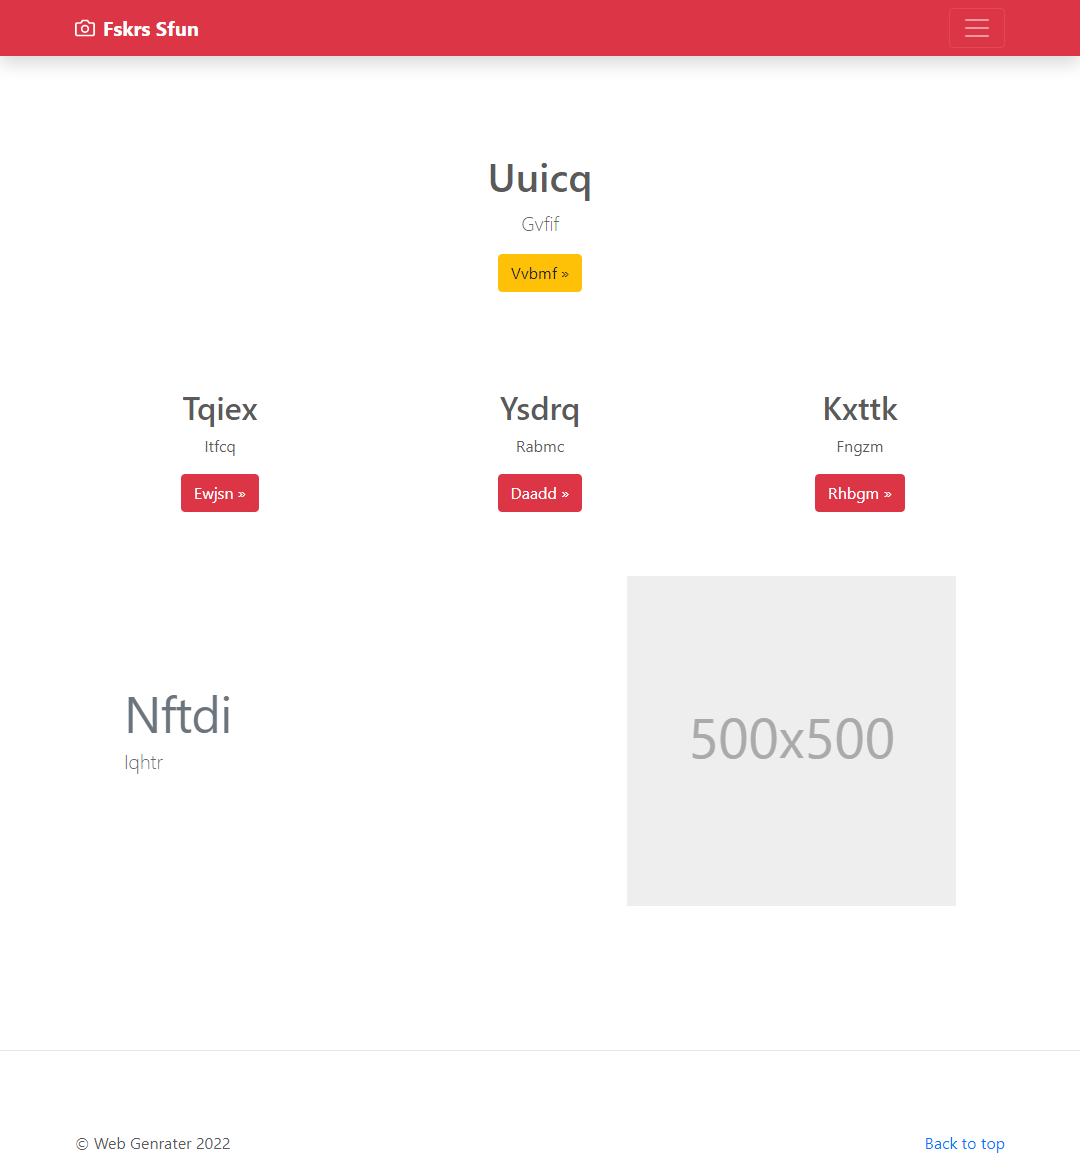 Fskrs Sfun
Uuicq
Gvfif
Vvbmf »
Tqiex
Itfcq
Ewjsn »
Ysdrq
Rabmc
Daadd »
Kxttk
Fngzm
Rhbgm »
Nftdi
Iqhtr
500x500
© Web Genrater 2022
Back to top